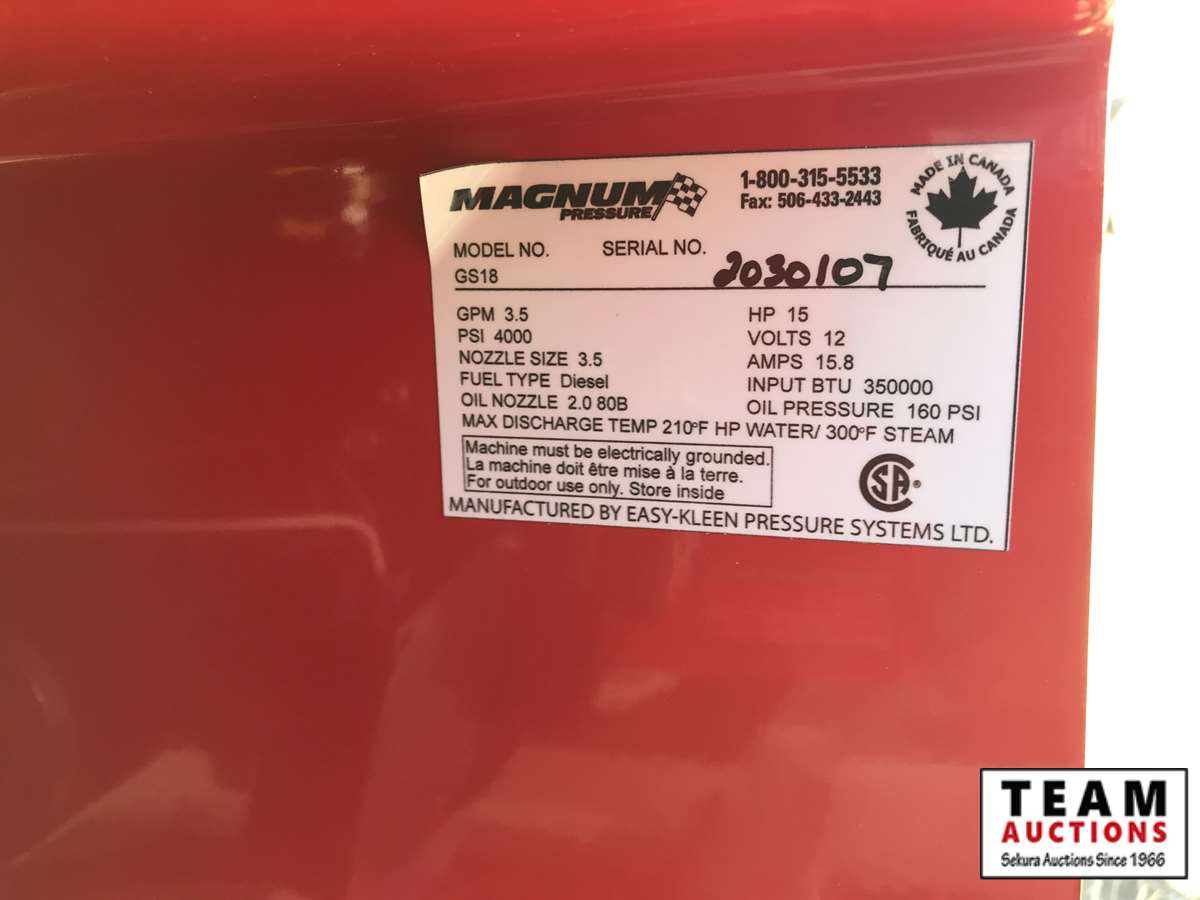 MAGNUM
PRESSURE
1-800-315-5533
Fax: 506-433-2443
MADE IN CANADA
FABRIQUÉ AU CANADA
MODEL NO. SERIAL NO. 2030107
GS18
GPM 3.5 HP 15
PSI 4000 VOLTS 12
NOZZLE SIZE 3.5 AMPS 15.8
FUEL TYPE Diesel INPUT BTU 350000
OIL NOZZLE 2.0 80B OIL PRESSURE 160 PSI
MAX DISCHARGE TEMP 210°F HP WATER/ 300°F STEAM
Machine must be electrically grounded.
La machine doit être mise à la terre.
For outdoor use only. Store inside
CSA®
MANUFACTURED BY EASY-KLEEN PRESSURE SYSTEMS LTD.
TEAM
AUCTIONS
Sekura Auctions Since 1966